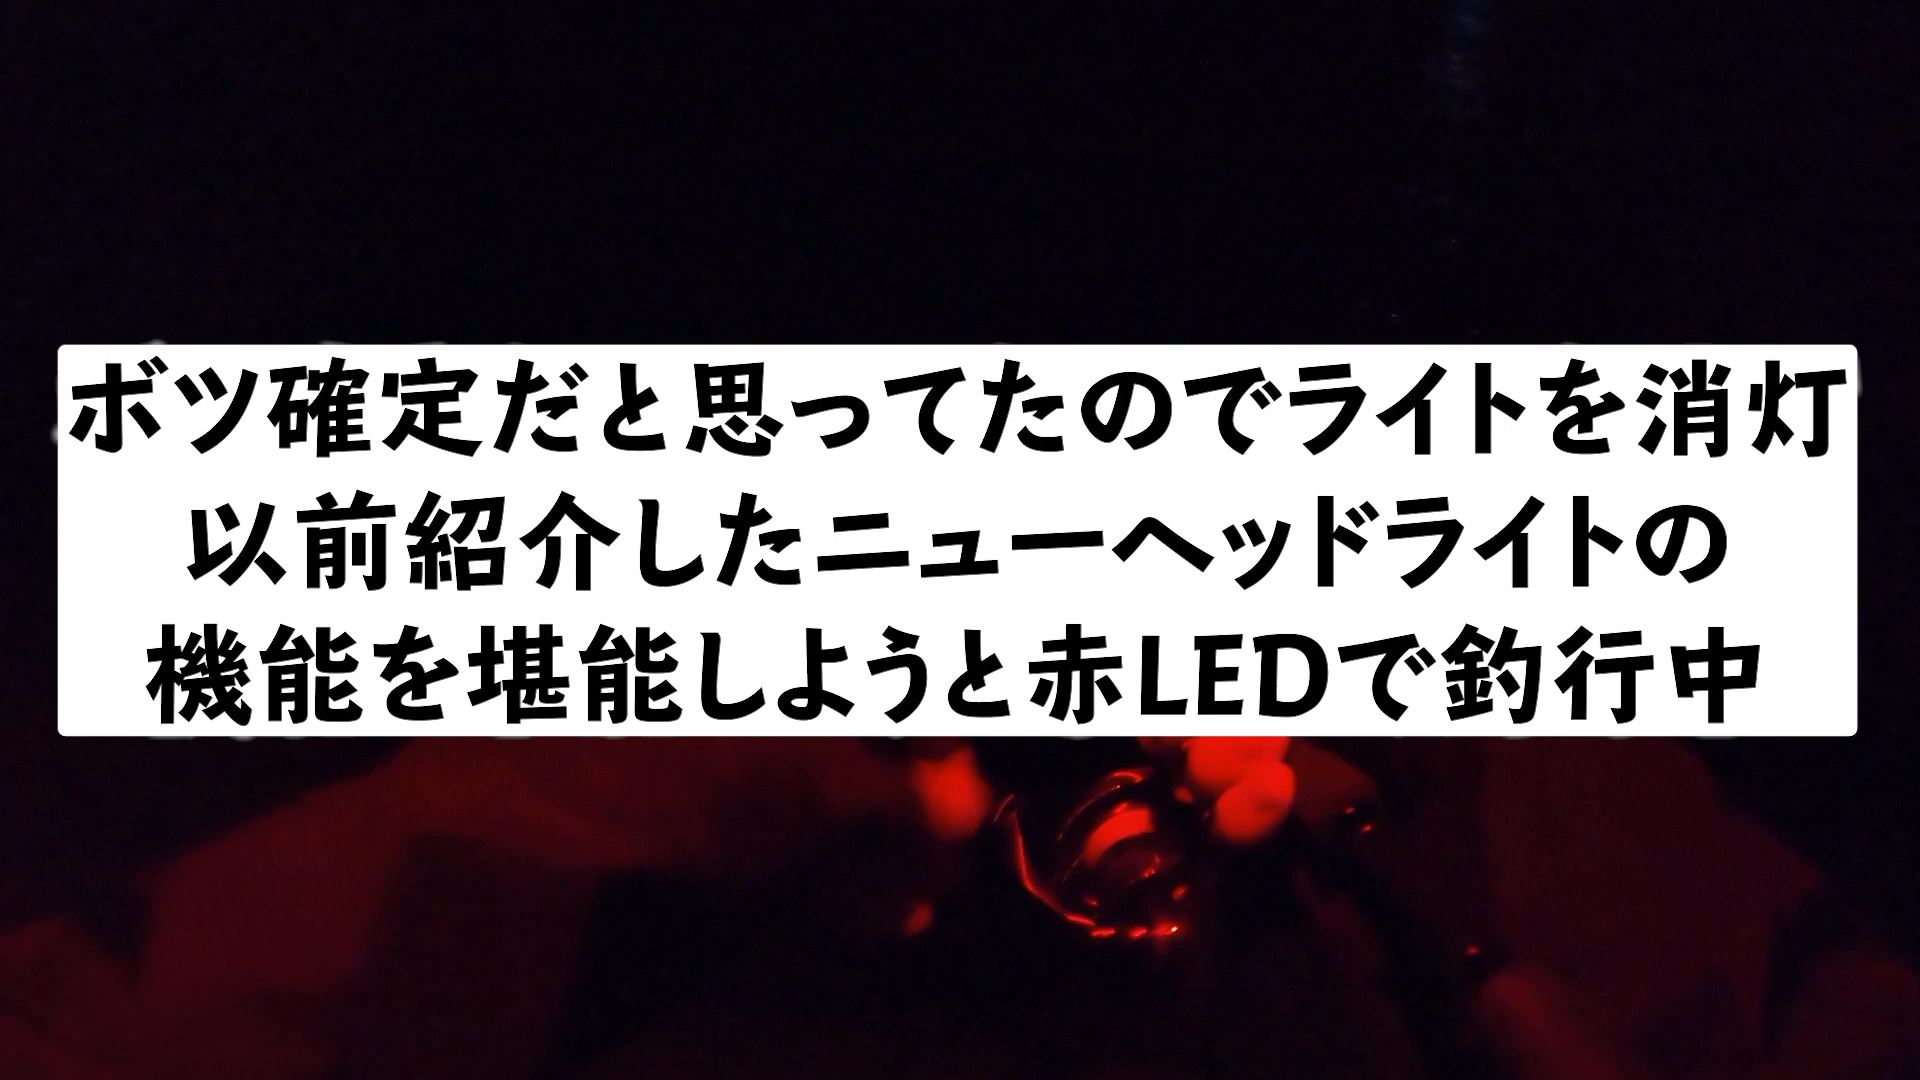 ボツ確定だと思ってたのでライトを消灯
以前紹介したニューヘッドライトの
機能を堪能しようと赤LEDで釣行中